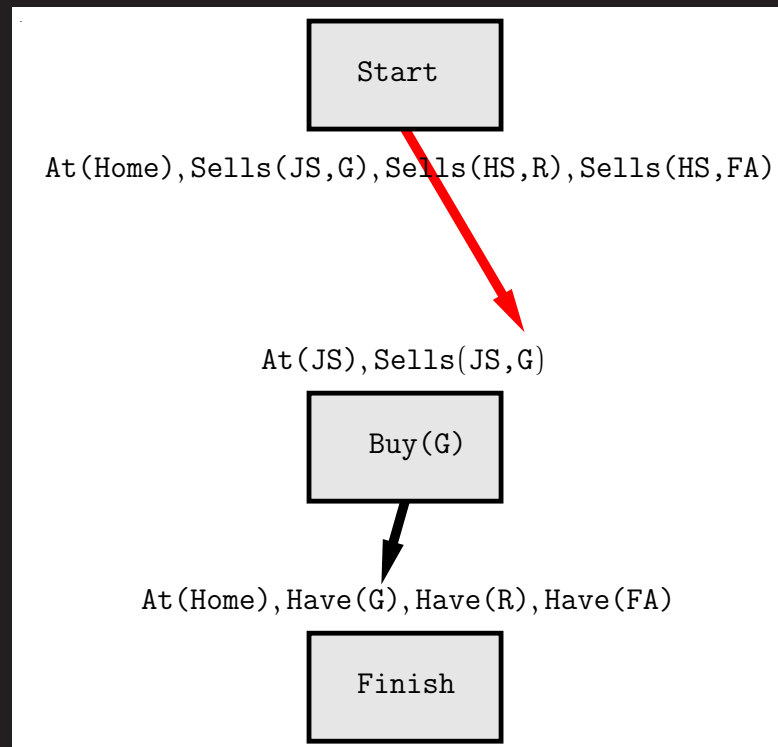 Start
At(Home),Sells(JS,G),Sells(HS,R),Sells(HS,FA)
At(JS),Sells(JS,G)
Buy(G)
At(Home),Have(G),Have(R),Have(FA)
Finish